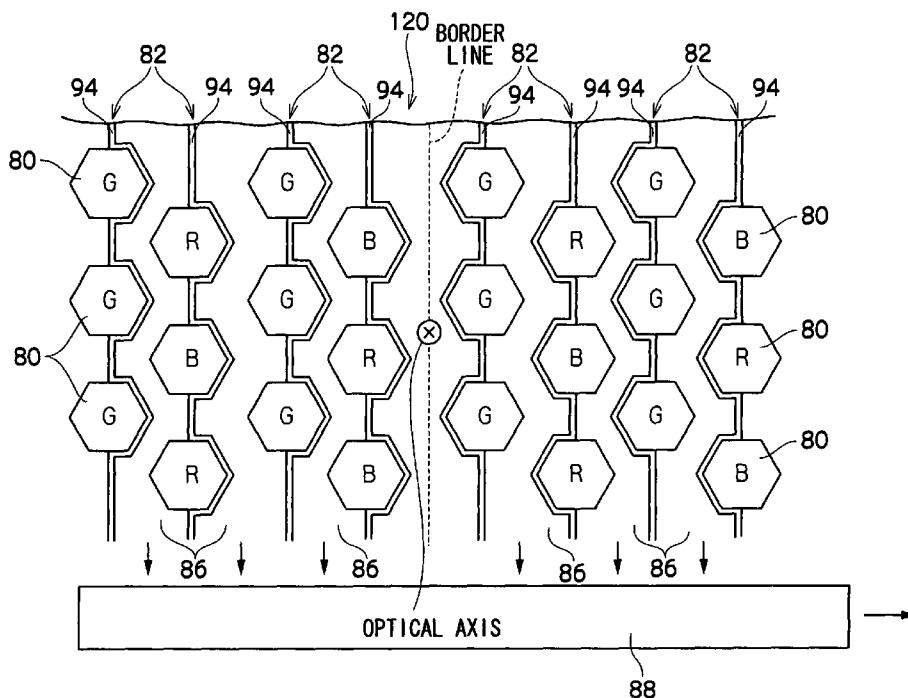 120
BORDER
LINE
82 82 82 82
94 94 94 94 94 94 94 94
80 G G G G
R B R B 80
G G G G
80 B R B R 80
G G G G
R B R B 80
86 86 86 86
OPTICAL AXIS
88